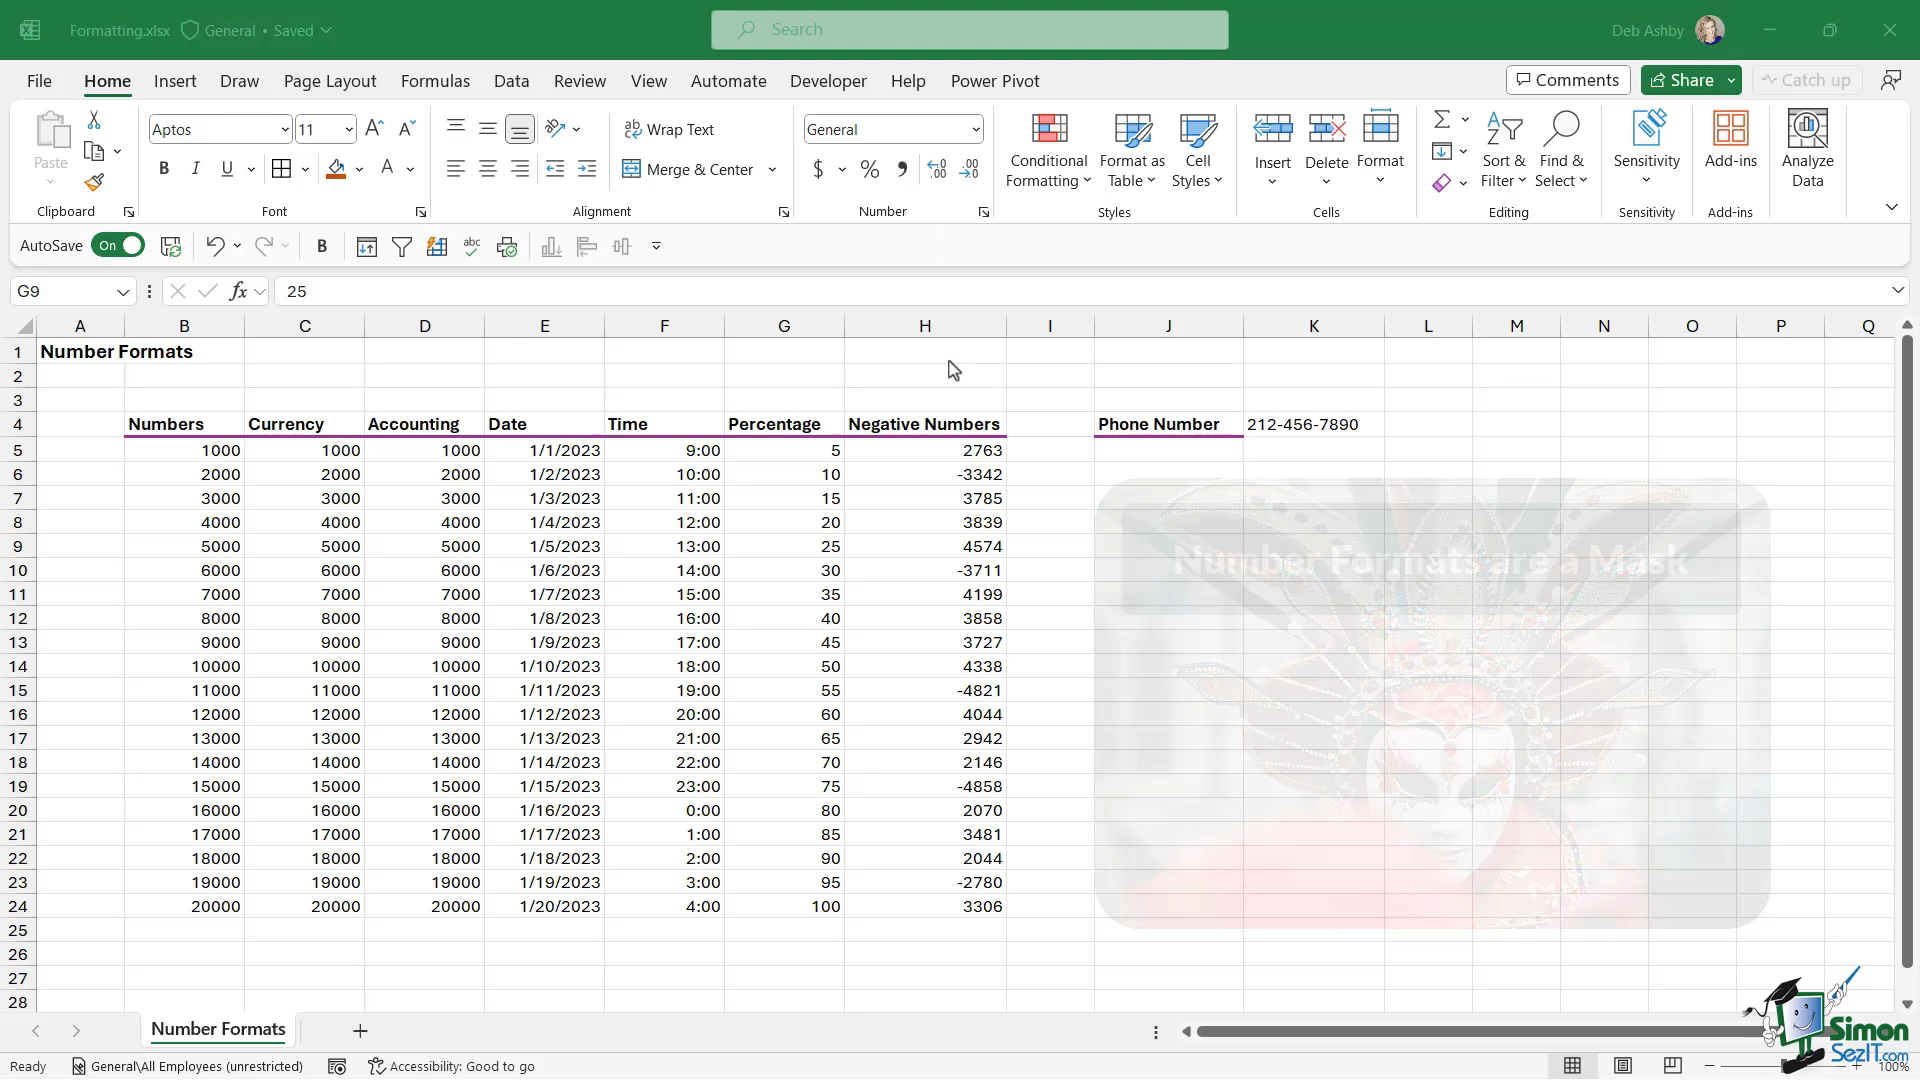 Formatting.xlsx General • Saved Search Deb Ashby
File Home Insert Draw Page Layout Formulas Data Review View Automate Developer Help Power Pivot Comments Share Catch up
Aptos 11 Wrap Text General
Paste B I U A Merge & Center $ % Conditional Formatting Format as Table Cell Styles Insert Delete Format Sort & Filter Find & Select Sensitivity Add-ins Analyze Data
Clipboard Font Alignment Number Styles Cells Editing Sensitivity Add-ins
AutoSave On B abc
G9 fx 25
A B C D E F G H I J K L M N O P Q
1 Number Formats
2
3
4 Numbers Currency Accounting Date Time Percentage Negative Numbers Phone Number 212-456-7890
5 1000 1000 1000 1/1/2023 9:00 5 2763
6 2000 2000 2000 1/2/2023 10:00 10 -3342
7 3000 3000 3000 1/3/2023 11:00 15 3785
8 4000 4000 4000 1/4/2023 12:00 20 3839
9 5000 5000 5000 1/5/2023 13:00 25 4574
Number Formats are a Mask
10 6000 6000 6000 1/6/2023 14:00 30 -3711
11 7000 7000 7000 1/7/2023 15:00 35 4199
12 8000 8000 8000 1/8/2023 16:00 40 3858
13 9000 9000 9000 1/9/2023 17:00 45 3727
14 10000 10000 10000 1/10/2023 18:00 50 4338
15 11000 11000 11000 1/11/2023 19:00 55 -4821
16 12000 12000 12000 1/12/2023 20:00 60 4044
17 13000 13000 13000 1/13/2023 21:00 65 2942
18 14000 14000 14000 1/14/2023 22:00 70 2146
19 15000 15000 15000 1/15/2023 23:00 75 -4858
20 16000 16000 16000 1/16/2023 0:00 80 2070
21 17000 17000 17000 1/17/2023 1:00 85 3481
22 18000 18000 18000 1/18/2023 2:00 90 2044
23 19000 19000 19000 1/19/2023 3:00 95 -2780
24 20000 20000 20000 1/20/2023 4:00 100 3306
25
26
27
28
Number Formats
Simon
SezIT.com
Ready General\All Employees (unrestricted) Accessibility: Good to go 100%